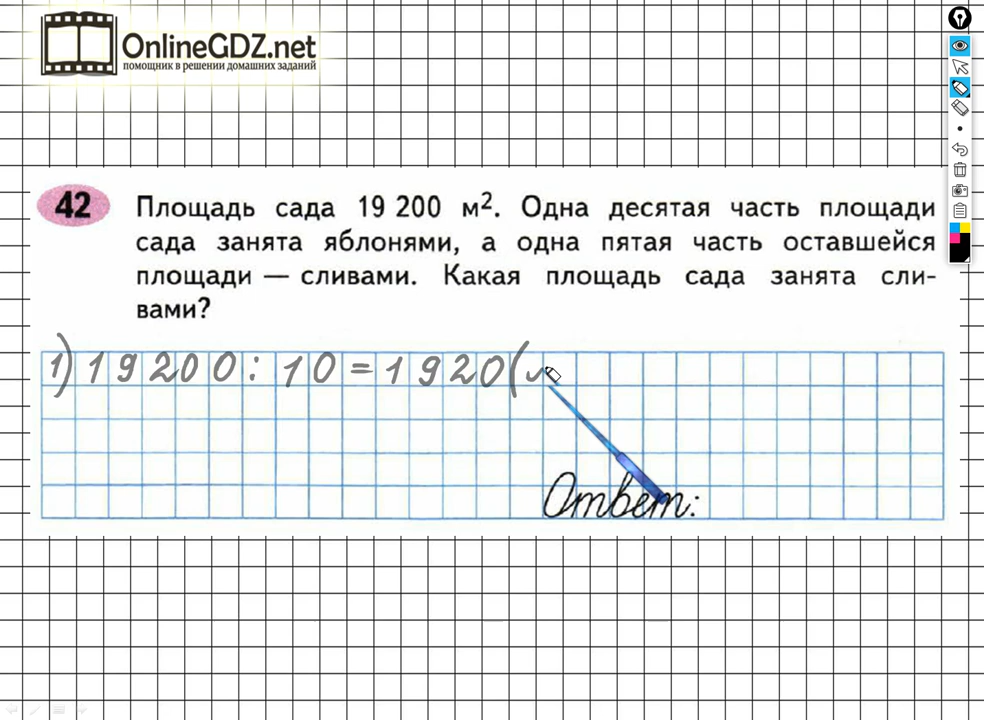 OnlineGDZ.net
помощник в решении домашних заданий
42 Площадь сада 19 200 м². Одна десятая часть площади
сада занята яблонями, а одна пятая часть оставшейся
площади — сливами. Какая площадь сада занята сли-
вами?
1) 19200 : 10 = 1920 (
Ответ: